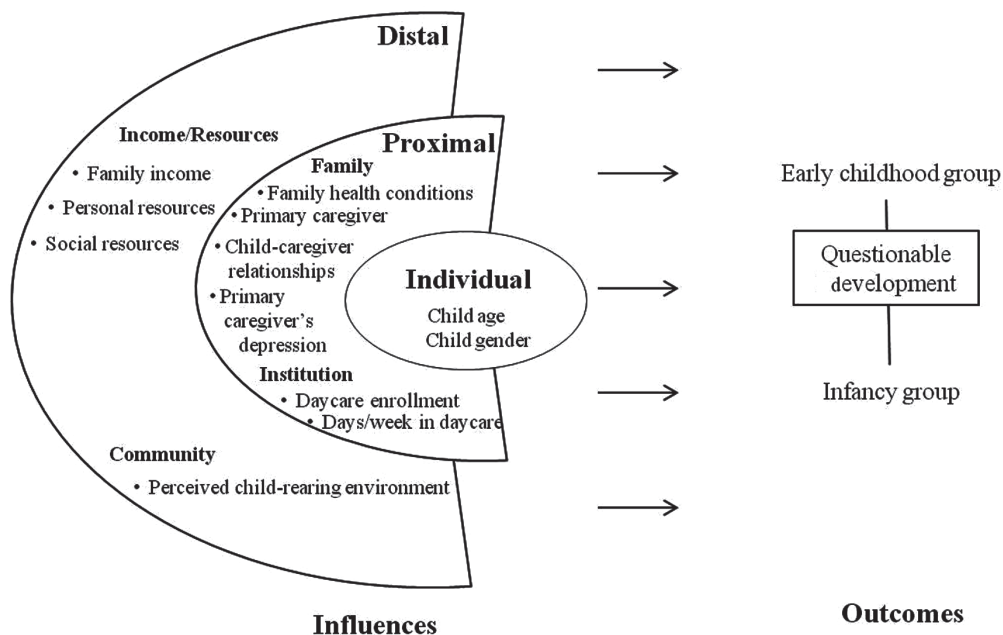 Distal
Income/Resources
• Family income
• Personal resources
• Social resources
Proximal
Family
• Family health conditions
• Primary caregiver
• Child-caregiver
relationships
• Primary
caregiver’s
depression
Individual
Child age
Child gender
Institution
• Daycare enrollment
• Days/week in daycare
Community
• Perceived child-rearing environment
Influences
Early childhood group
Questionable
development
Infancy group
Outcomes